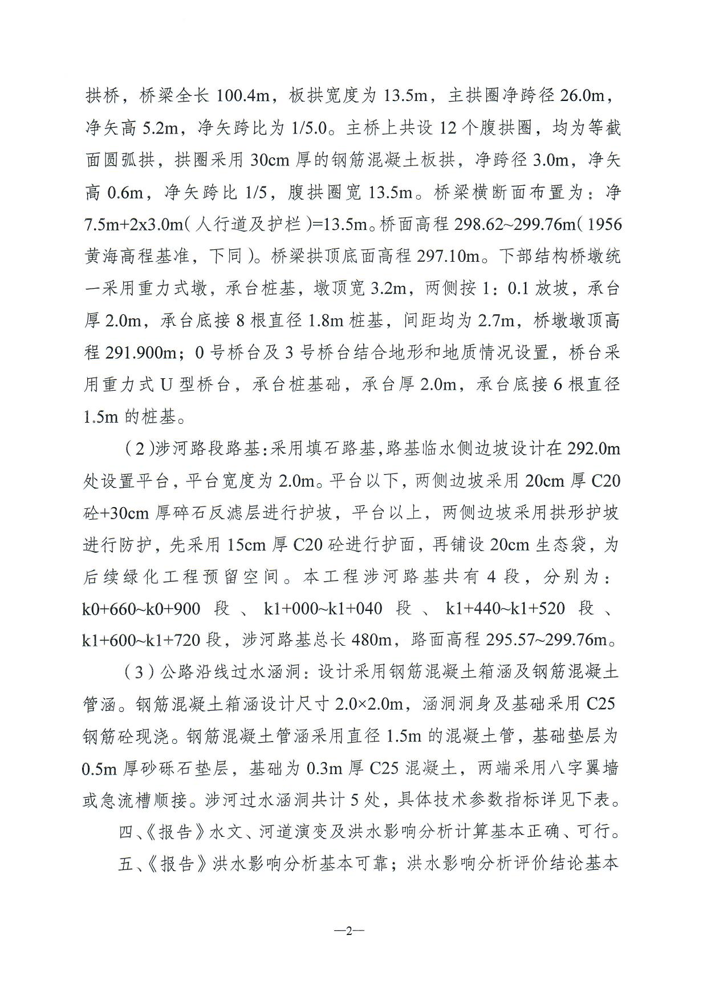 拱桥，桥梁全长 100.4m，板拱宽度为 13.5m，主拱圈净跨径 26.0m，
净矢高 5.2m，净矢跨比为 1/5.0。主桥上共设 12 个腹拱圈，均为等截
面圆弧拱，拱圈采用 30cm 厚的钢筋混凝土板拱，净跨径 3.0m，净矢
高 0.6m，净矢跨比 1/5，腹拱圈宽 13.5m。桥梁横断面布置为：净
7.5m+2x3.0m（人行道及护栏）=13.5m。桥面高程 298.62~299.76m（1956
黄海高程基准，下同）。桥梁拱顶底面高程 297.10m。下部结构桥墩统
一采用重力式墩，承台桩基，墩顶宽 3.2m，两侧按 1：0.1 放坡，承台
厚 2.0m，承台底接 8 根直径 1.8m 桩基，间距均为 2.7m，桥墩墩顶高
程 291.900m；0 号桥台及 3 号桥台结合地形和地质情况设置，桥台采
用重力式 U 型桥台，承台桩基础，承台厚 2.0m，承台底接 6 根直径
1.5m 的桩基。
（2）涉河路段路基：采用填石路基，路基临水侧边坡设计在 292.0m
处设置平台，平台宽度为 2.0m。平台以下，两侧边坡采用 20cm 厚 C20
砼+30cm 厚碎石反滤层进行护坡，平台以上，两侧边坡采用拱形护坡
进行防护，先采用 15cm 厚 C20 砼进行护面，再铺设 20cm 生态袋，为
后续绿化工程预留空间。本工程涉河路基共有 4 段，分别为：
k0+660~k0+900 段、k1+000~k1+040 段、k1+440~k1+520 段、
k1+600~k1+720 段，涉河路基总长 480m，路面高程 295.57~299.76m。
（3）公路沿线过水涵洞：设计采用钢筋混凝土箱涵及钢筋混凝土
管涵。钢筋混凝土箱涵设计尺寸 2.0×2.0m，涵洞洞身及基础采用 C25
钢筋砼现浇。钢筋混凝土管涵采用直径 1.5m 的混凝土管，基础垫层为
0.5m 厚砂砾石垫层，基础为 0.3m 厚 C25 混凝土，两端采用八字翼墙
或急流槽顺接。涉河过水涵洞共计 5 处，具体技术参数指标详见下表。
四、《报告》水文、河道演变及洪水影响分析计算基本正确、可行。
五、《报告》洪水影响分析基本可靠；洪水影响分析评价结论基本
—2—